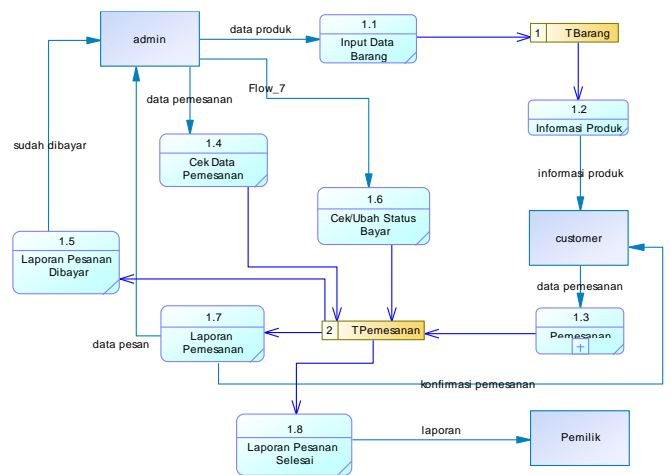 admin
data produk
1.1
Input Data
Barang
1
TBarang
Flow_7
data pemesanan
1.2
Informasi Produk
sudah dibayar
1.4
Cek Data
Pemesanan
informasi produk
1.6
Cek/Ubah Status
Bayar
customer
1.5
Laporan Pesanan
Dibayar
data pemesanan
1.7
Laporan
Pemesanan
2
TPemesanan
1.3
Pemesanan
+
data pesan
konfirmasi pemesanan
1.8
Laporan Pesanan
Selesai
laporan
Pemilik